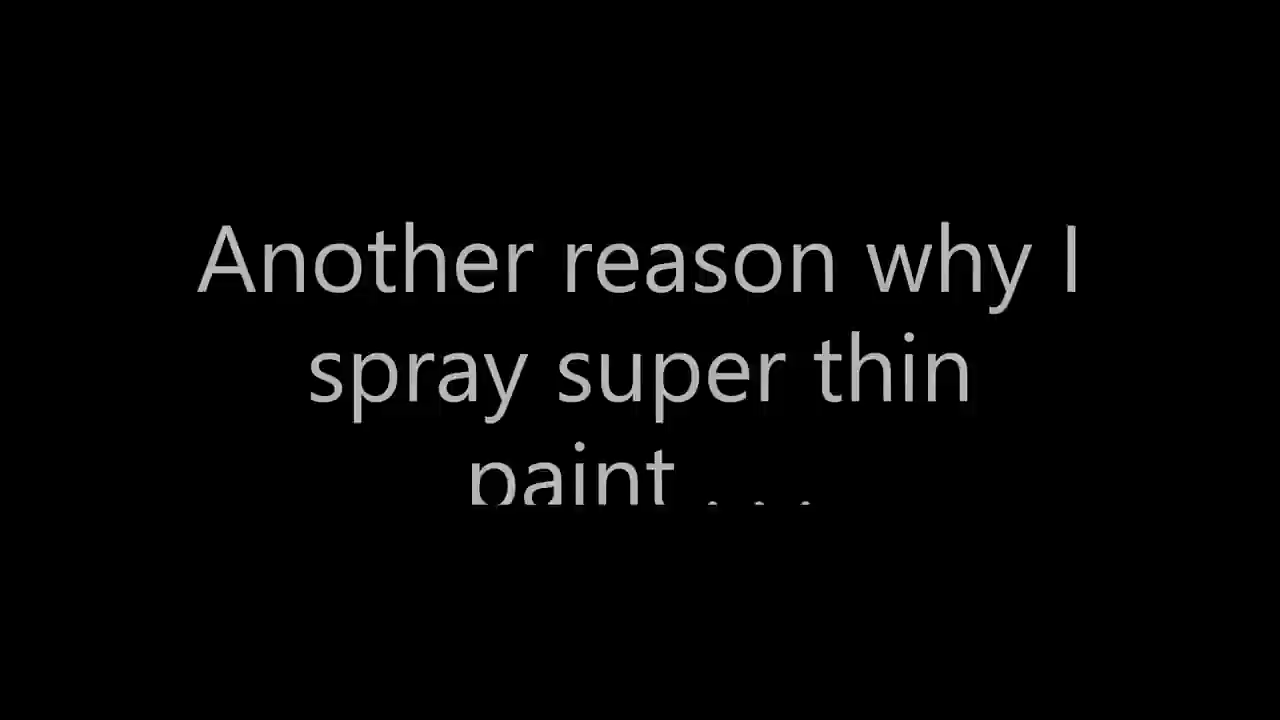 Another reason why I
spray super thin
paint . . .